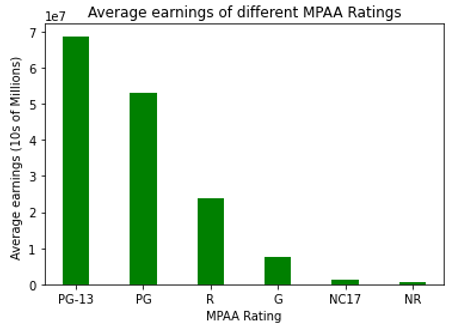 Average earnings of different MPAA Ratings
1e7
7
6
5
4
3
2
1
0
Average earnings (10s of Millions)
PG-13 PG R G NC17 NR
MPAA Rating